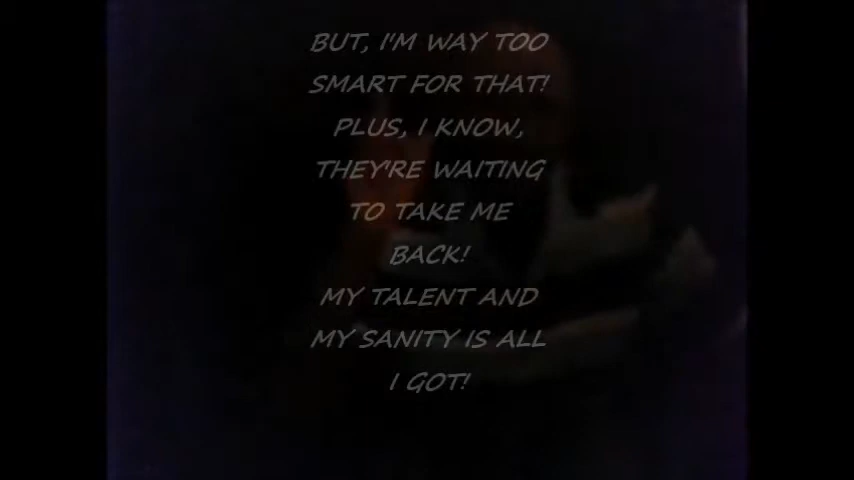 BUT, I'M WAY TOO
SMART FOR THAT!
PLUS, I KNOW,
THEY'RE WAITING
TO TAKE ME
BACK!
MY TALENT AND
MY SANITY IS ALL
I GOT!